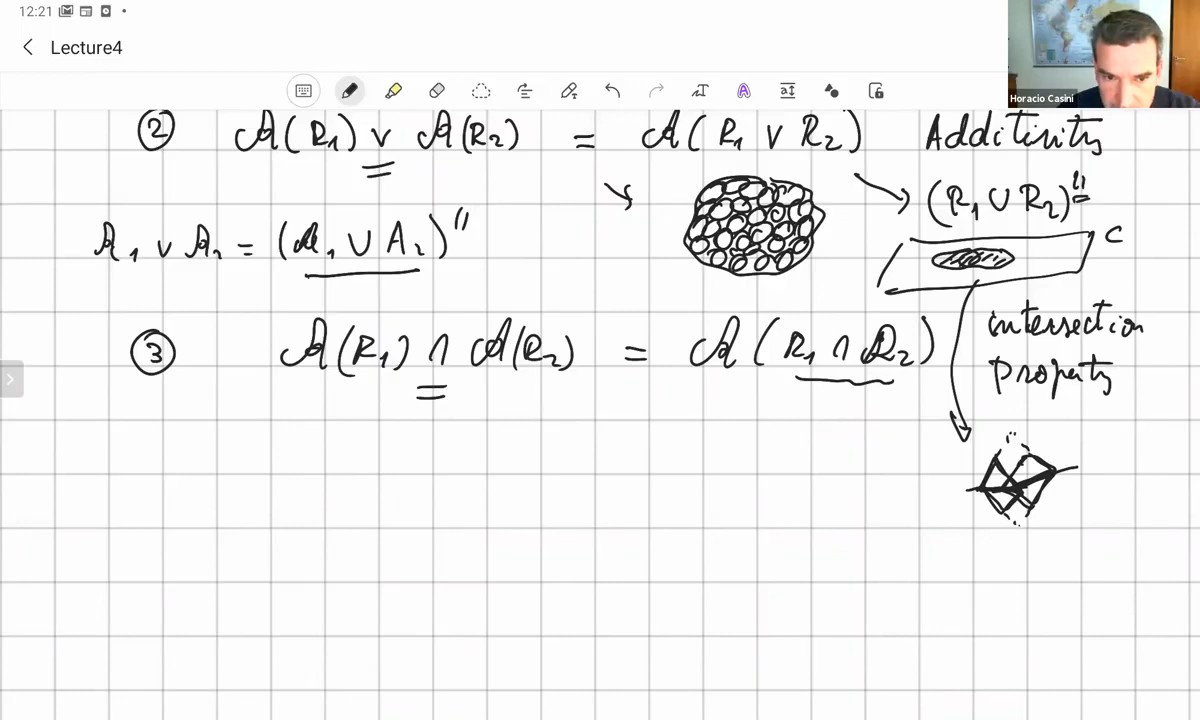 12:21
Lecture4
Horacio Casini
② A(R₁) ∨ A(R₂) = A(R₁ ∨ R₂) Additivity
(R₁ ∪ R₂)''
A₁ ∨ A₂ = (A₁ ∪ A₂)''
C
③ A(R₁) ∩ A(R₂) = A(R₁ ∩ R₂) intersection
property